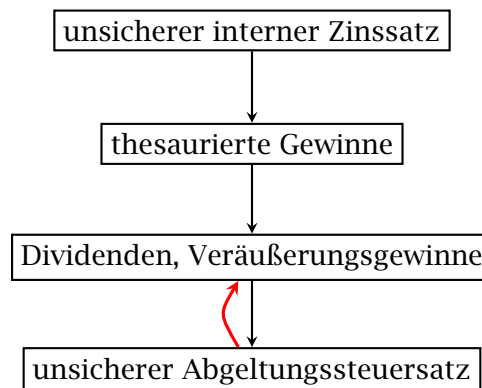 unsicherer interner Zinssatz
thesaurierte Gewinne
Dividenden, Veräußerungsgewinne
unsicherer Abgeltungssteuersatz